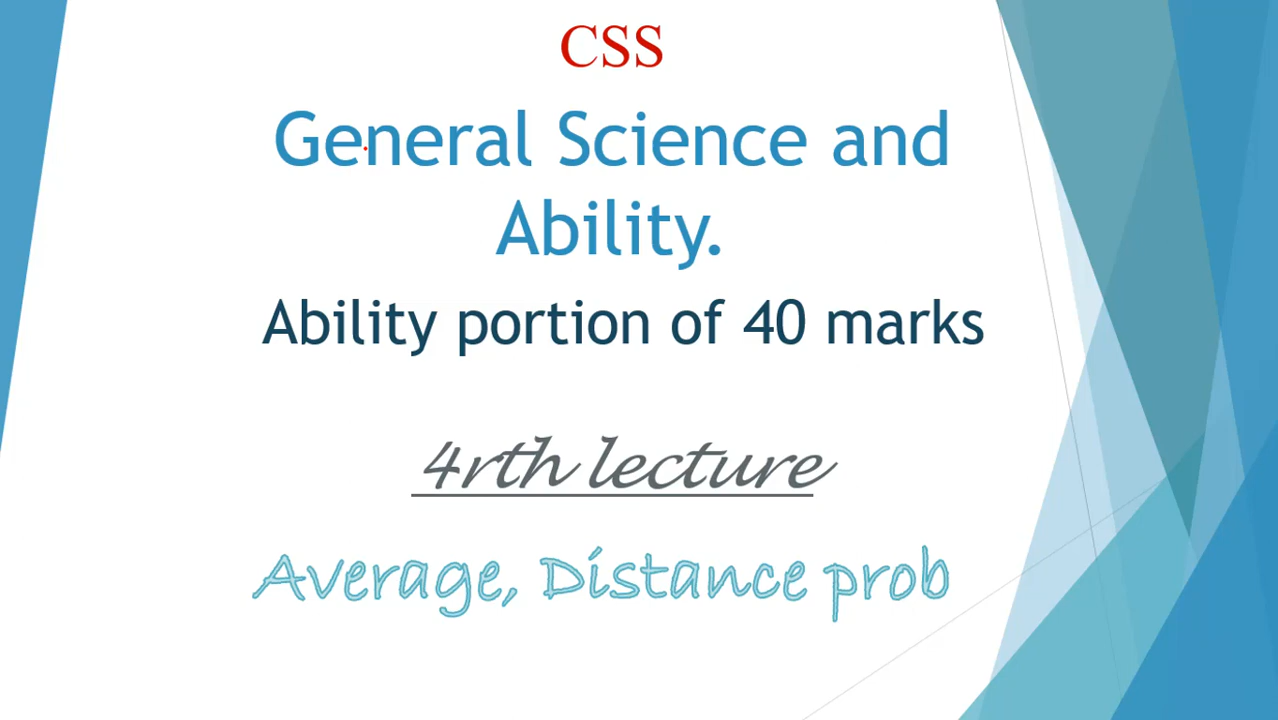 CSS
General Science and
Ability.
Ability portion of 40 marks
4rth lecture
Average, Distance prob